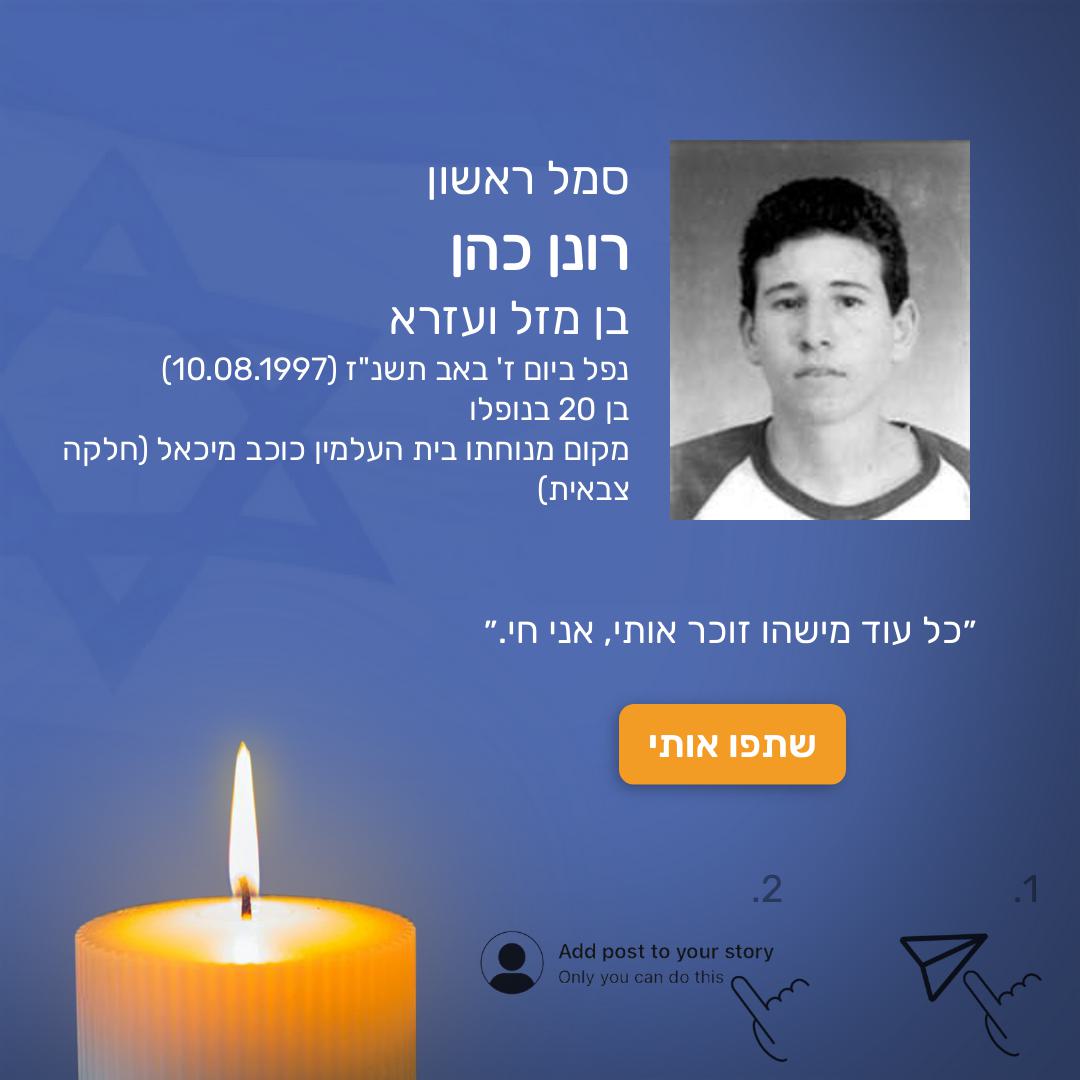 סמל ראשון
רונן כהן
בן מזל ועזרא
נפל ביום ז' באב תשנ"ז (10.08.1997)
בן 20 בנופלו
מקום מנוחתו בית העלמין כוכב מיכאל (חלקה
צבאית)
״כל עוד מישהו זוכר אותי, אני חי.״
שתפו אותי
1.
2.
Add post to your story
Only you can do this